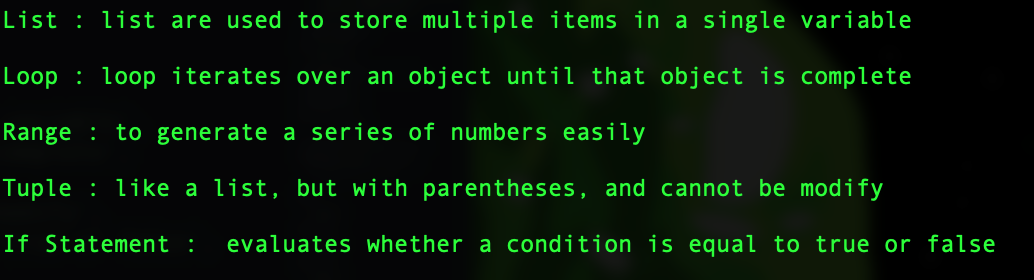 List : list are used to store multiple items in a single variable
Loop : loop iterates over an object until that object is complete
Range : to generate a series of numbers easily
Tuple : like a list, but with parentheses, and cannot be modify
If Statement :  evaluates whether a condition is equal to true or false